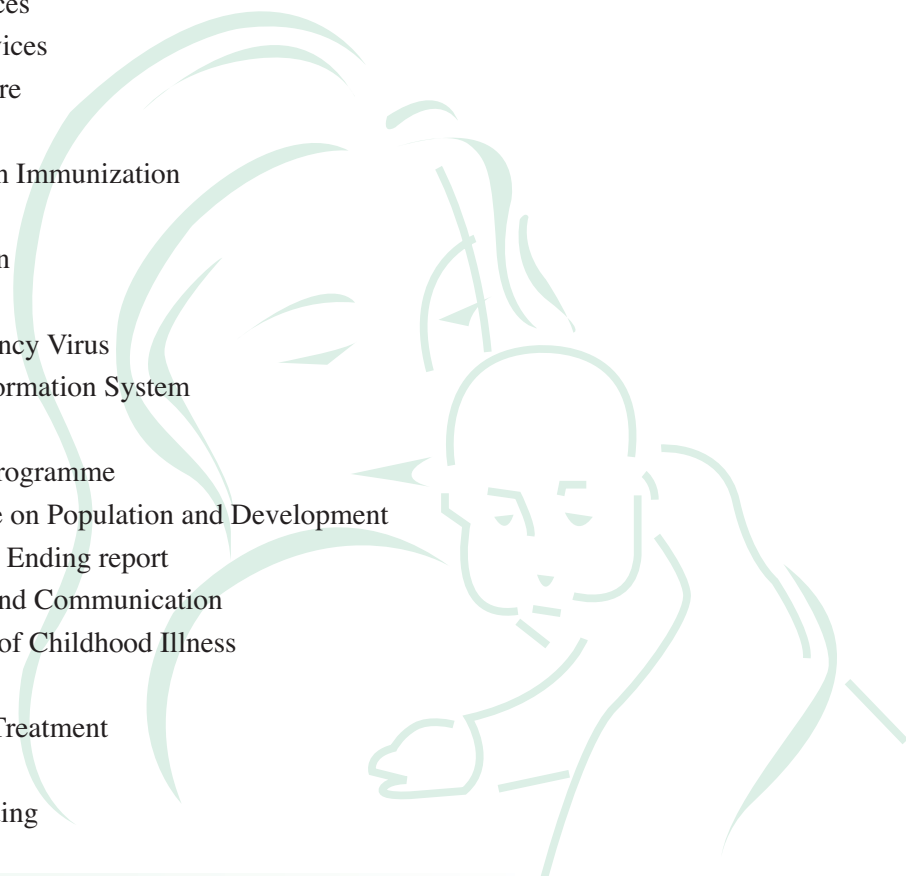 ces
vices
re
n Immunization
n
ncy Virus
ormation System
rogramme
e on Population and Development
Ending report
nd Communication
of Childhood Illness
Treatment
ing